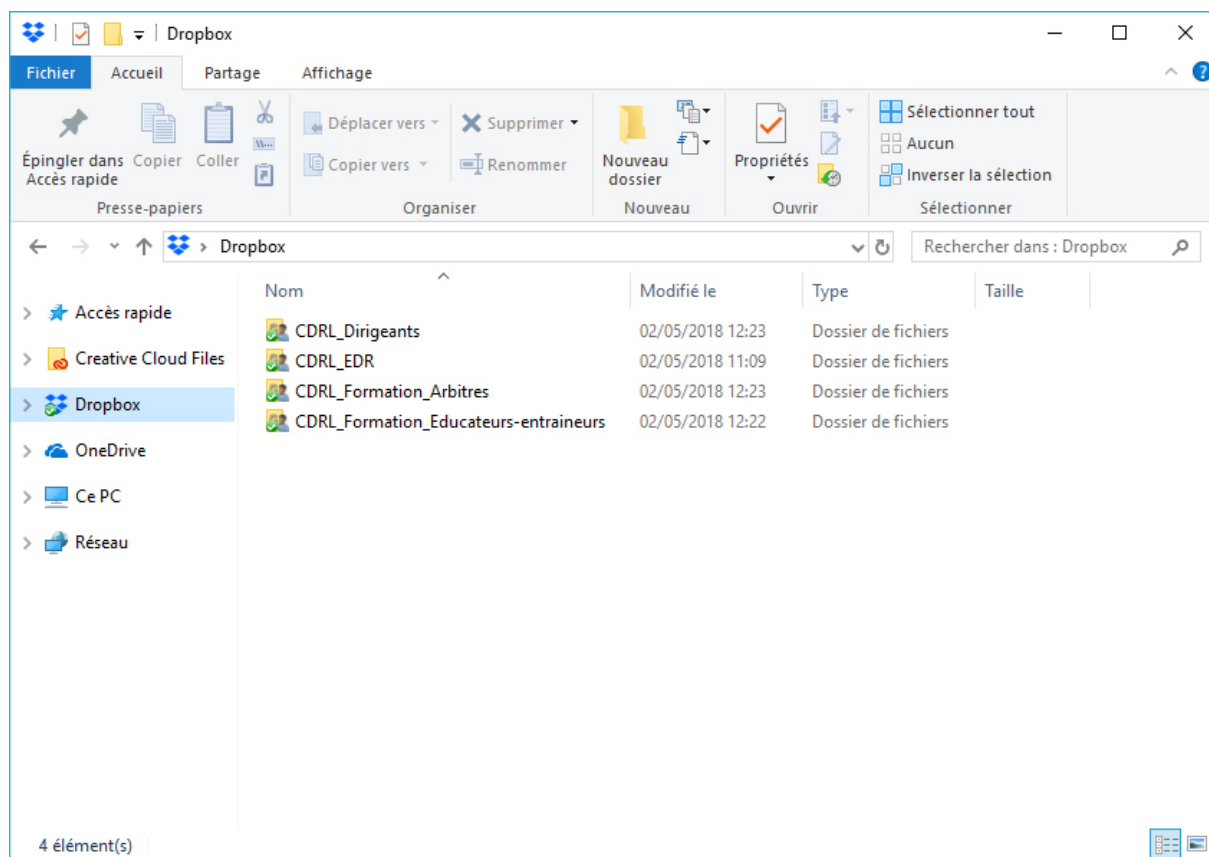 Dropbox
Fichier Accueil Partage Affichage
Épingler dans Accès rapide
Copier
Coller
Presse-papiers
Déplacer vers
Copier vers
Supprimer
Renommer
Organiser
Nouveau dossier
Nouveau
Propriétés
Ouvrir
Sélectionner tout
Aucun
Inverser la sélection
Sélectionner
Dropbox
Rechercher dans : Dropbox
Accès rapide
Creative Cloud Files
Dropbox
OneDrive
Ce PC
Réseau
Nom Modifié le Type Taille
CDRL_Dirigeants 02/05/2018 12:23 Dossier de fichiers
CDRL_EDR 02/05/2018 11:09 Dossier de fichiers
CDRL_Formation_Arbitres 02/05/2018 12:23 Dossier de fichiers
CDRL_Formation_Educateurs-entraineurs 02/05/2018 12:22 Dossier de fichiers
4 élément(s)